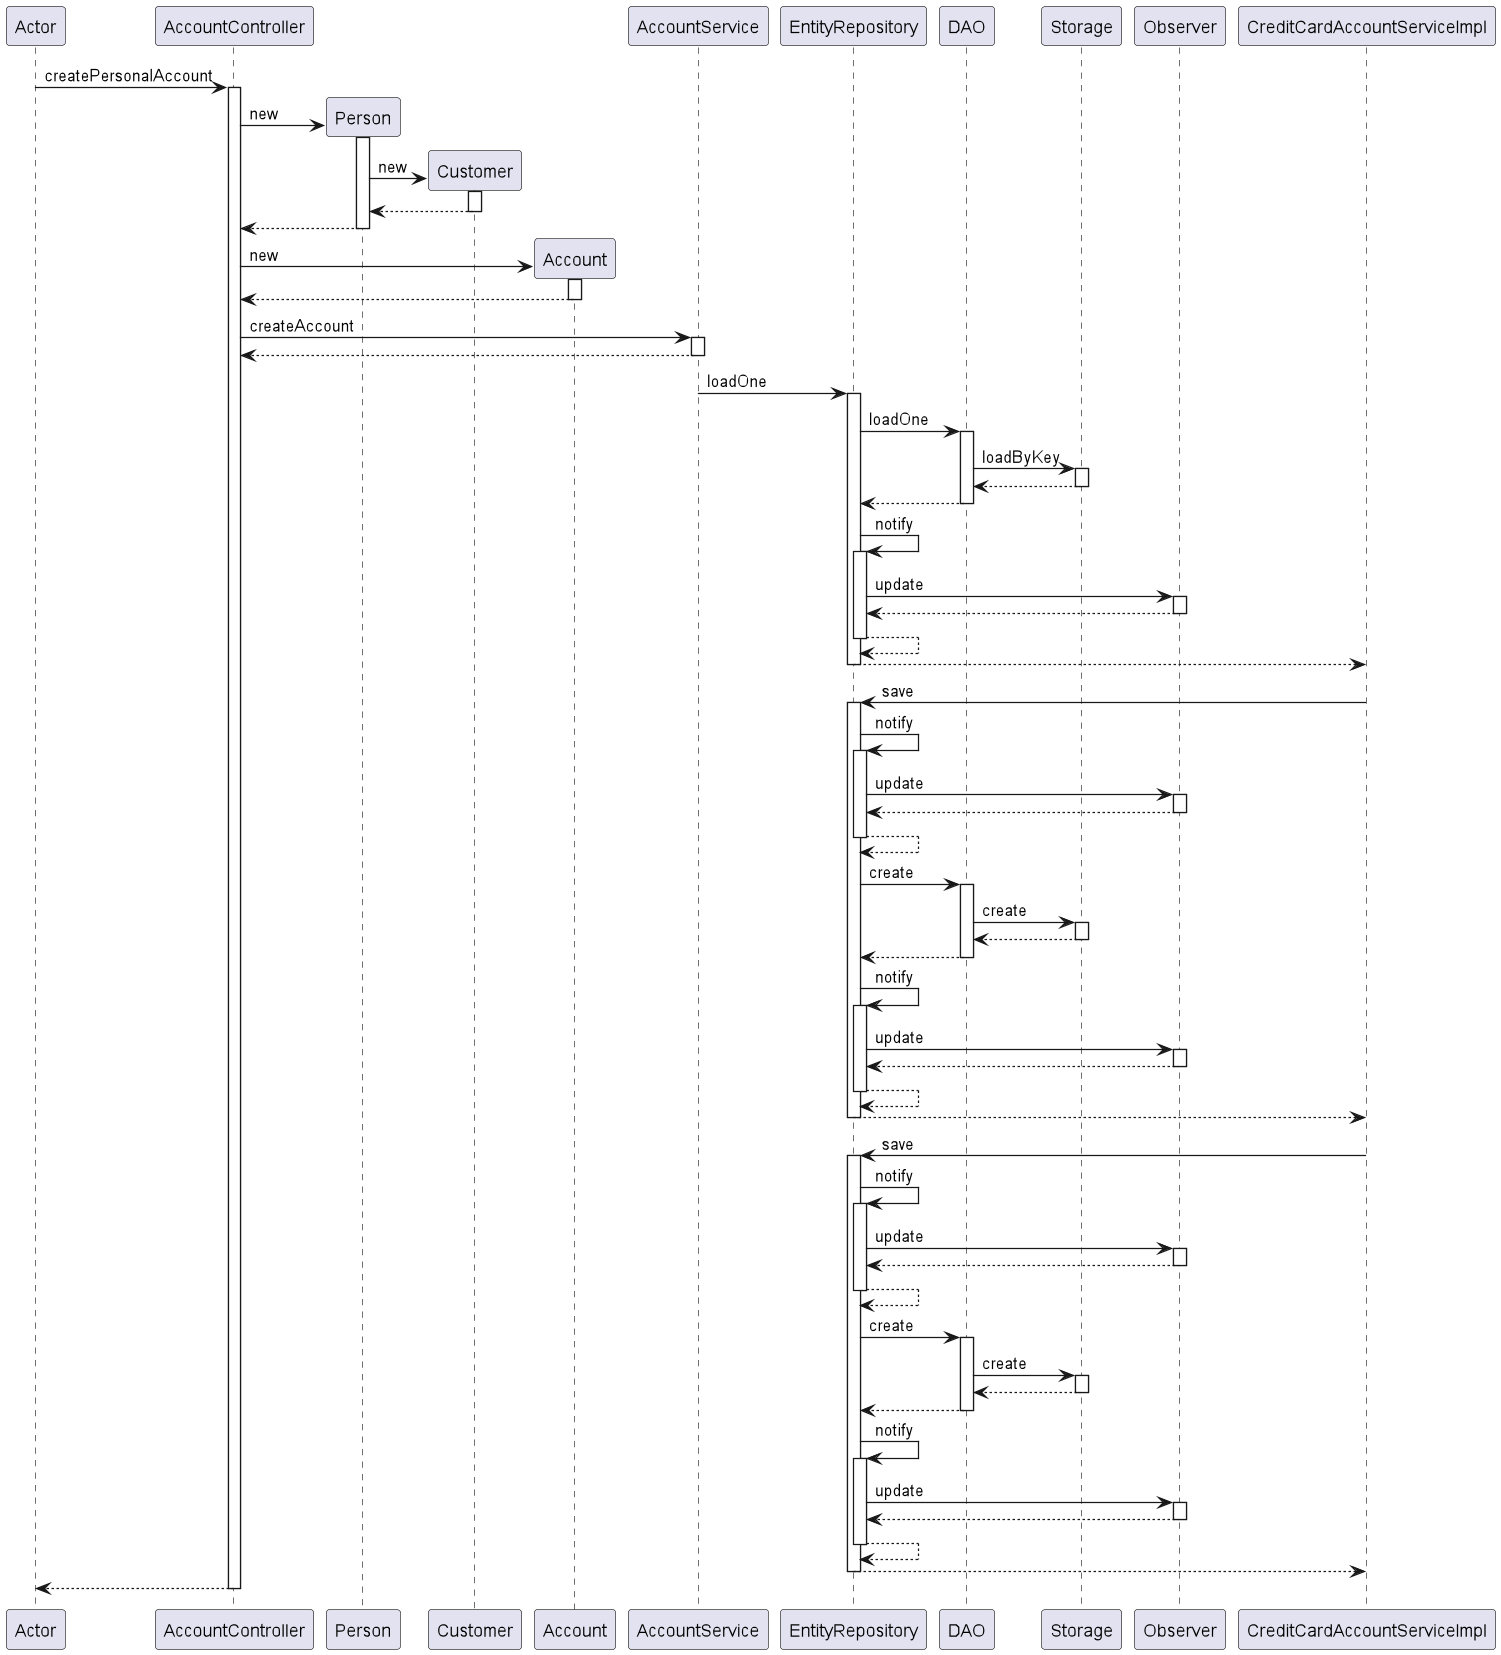 Actor
AccountController
AccountService
EntityRepository
DAO
Storage
Observer
CreditCardAccountServiceImpl
createPersonalAccount
new
Person
new
Customer
new
Account
createAccount
loadOne
loadOne
loadByKey
notify
update
save
notify
update
create
create
notify
update
save
notify
update
create
create
notify
update
Actor
AccountController
Person
Customer
Account
AccountService
EntityRepository
DAO
Storage
Observer
CreditCardAccountServiceImpl